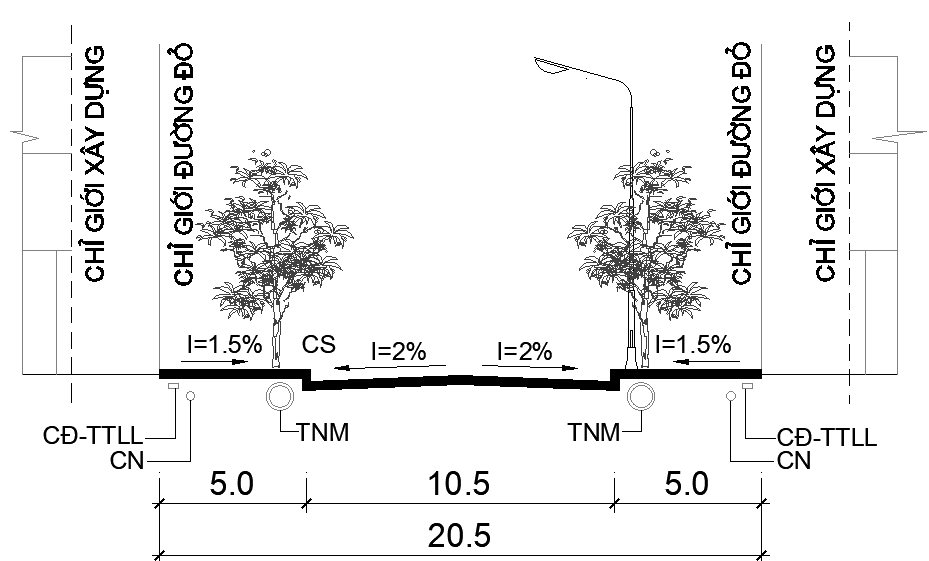 CHỈ GIỚI XÂY DỰNG
CHỈ GIỚI ĐƯỜNG ĐỎ
CHỈ GIỚI ĐƯỜNG ĐỎ
CHỈ GIỚI XÂY DỰNG
I=1.5%
CS
I=2%
I=2%
I=1.5%
CĐ-TTLL
CN
TNM
TNM
CĐ-TTLL
CN
5.0
10.5
5.0
20.5